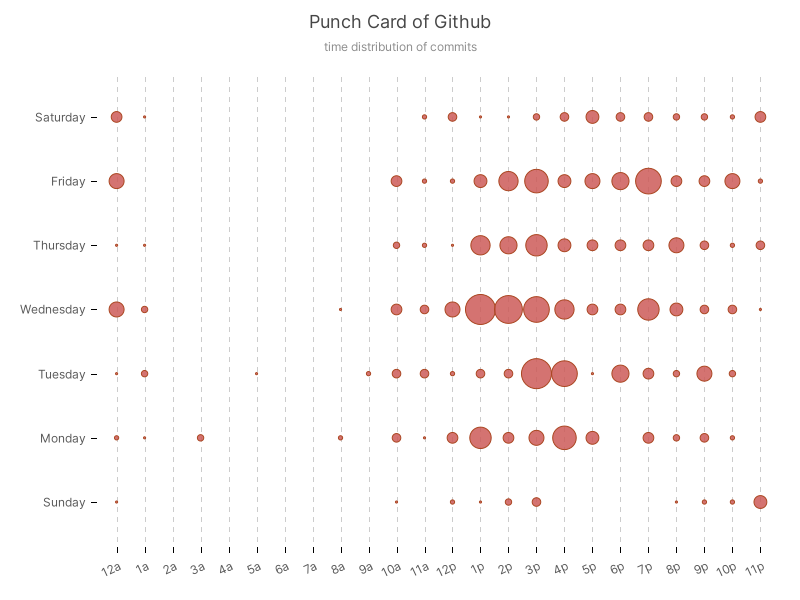 Punch Card of Github
time distribution of commits
Saturday
Friday
Thursday
Wednesday
Tuesday
Monday
Sunday
12a 1a 2a 3a 4a 5a 6a 7a 8a 9a 10a 11a 12p 1p 2p 3p 4p 5p 6p 7p 8p 9p 10p 11p